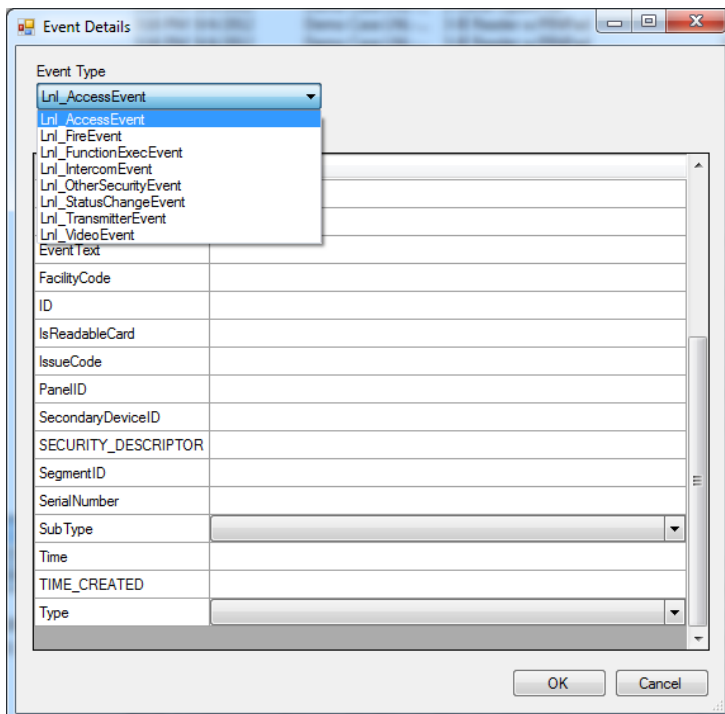 Event Details
Event Type
Lnl_AccessEvent
Lnl_AccessEvent
Lnl_FireEvent
Lnl_FunctionExecEvent
Lnl_IntercomEvent
Lnl_OtherSecurityEvent
Lnl_StatusChangeEvent
Lnl_TransmitterEvent
Lnl_VideoEvent
EventText
FacilityCode
ID
IsReadableCard
IssueCode
PanelID
SecondaryDeviceID
SECURITY_DESCRIPTOR
SegmentID
SerialNumber
SubType
Time
TIME_CREATED
Type
OK Cancel